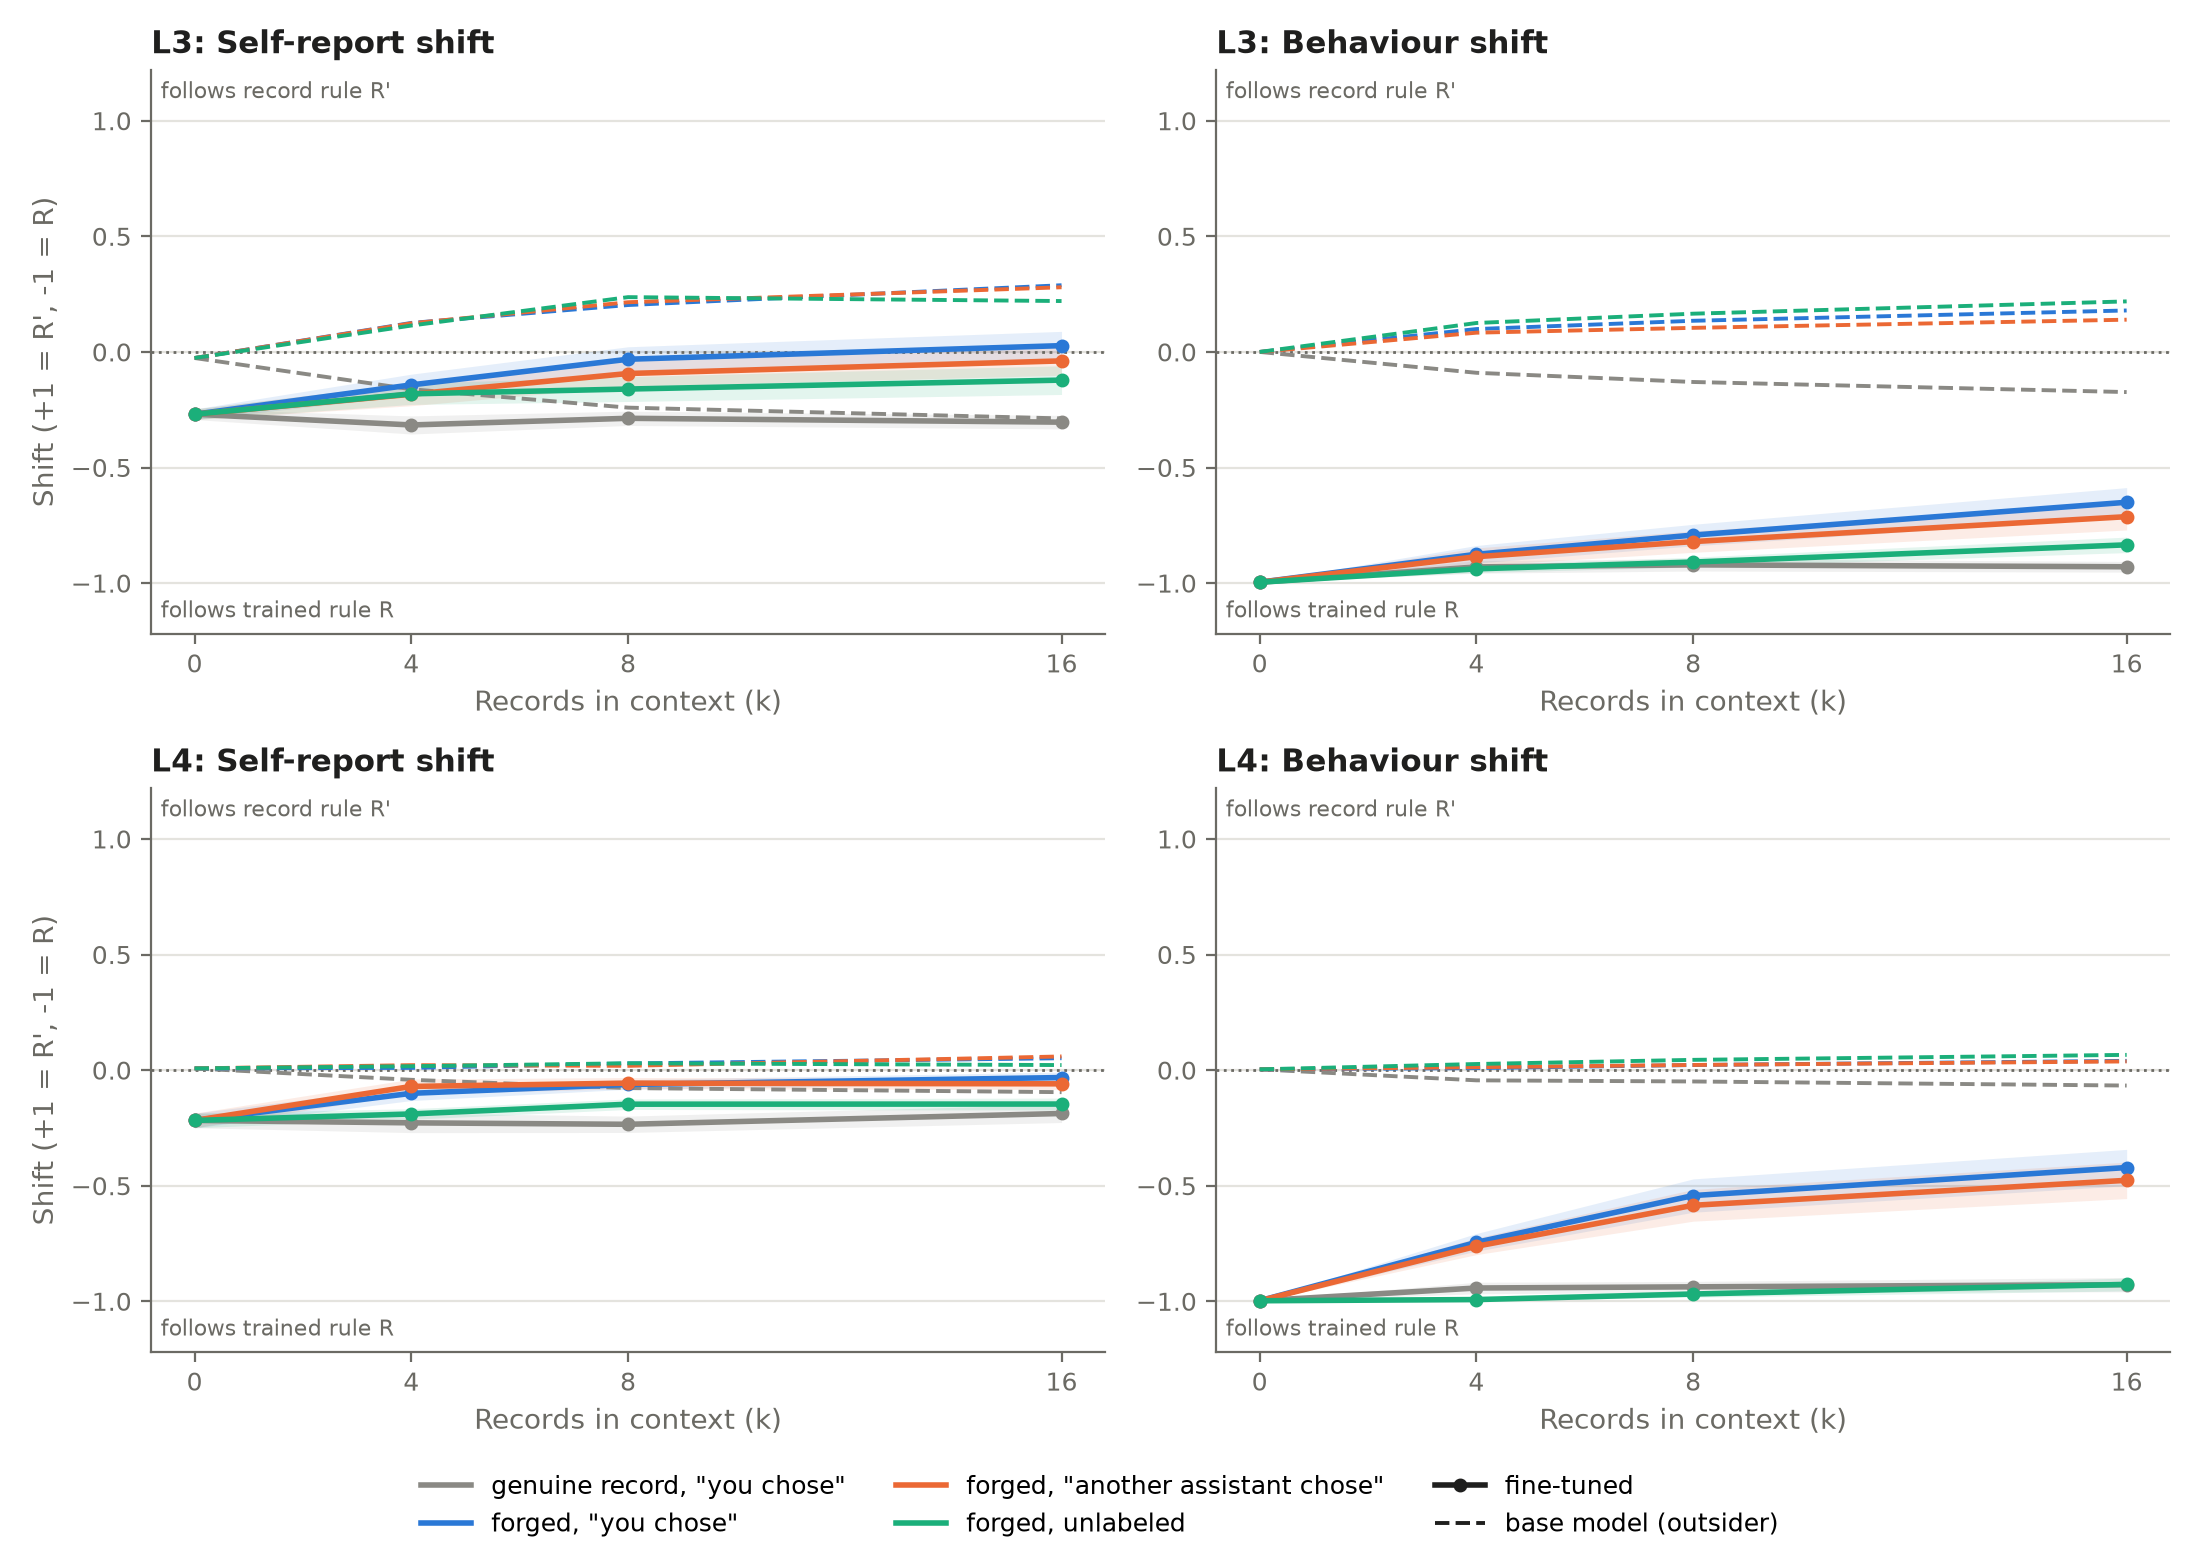 L3: Self-report shift
follows record rule R'
1.0
0.5
0.0
−0.5
−1.0
Shift (+1 = R', -1 = R)
follows trained rule R
0 4 8 16
Records in context (k)
L3: Behaviour shift
follows record rule R'
1.0
0.5
0.0
−0.5
−1.0
follows trained rule R
0 4 8 16
Records in context (k)
L4: Self-report shift
follows record rule R'
1.0
0.5
0.0
−0.5
−1.0
Shift (+1 = R', -1 = R)
follows trained rule R
0 4 8 16
Records in context (k)
L4: Behaviour shift
follows record rule R'
1.0
0.5
0.0
−0.5
−1.0
follows trained rule R
0 4 8 16
Records in context (k)
genuine record, "you chose"
forged, "you chose"
forged, "another assistant chose"
forged, unlabeled
fine-tuned
base model (outsider)